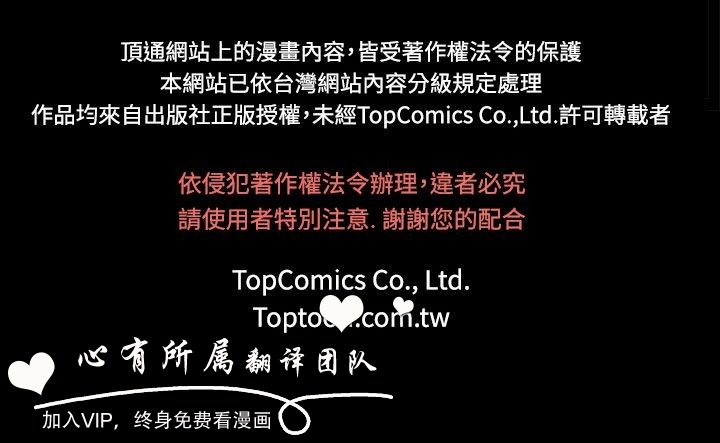 頂通網站上的漫畫內容，皆受著作權法令的保護
本網站已依台灣網站內容分級規定處理
作品均來自出版社正版授權，未經TopComics Co.,Ltd.許可轉載者
依侵犯著作權法令辦理，違者必究
請使用者特別注意. 謝謝您的配合
TopComics Co., Ltd.
.com.tw
心有所属翻译团队
加入VIP，终身免费看漫画